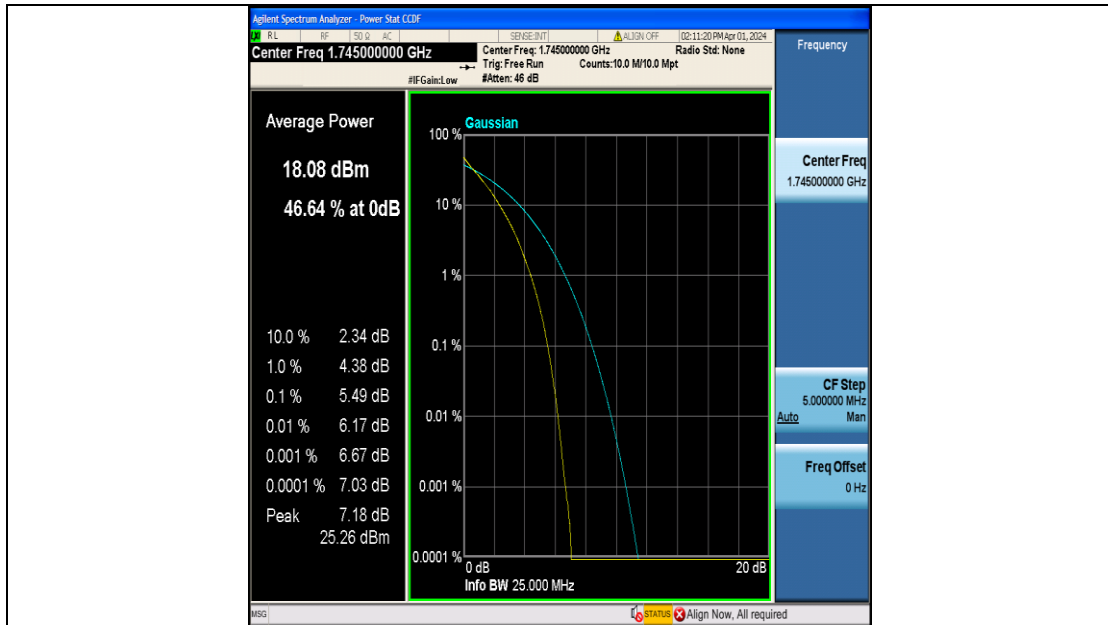 Agilent Spectrum Analyzer - Power Stat CCDF
RL RF 50 Ω AC SENSE:INT ALIGN OFF 02:11:20 PM Apr 01, 2024
Center Freq 1.745000000 GHz
Center Freq: 1.745000000 GHz Radio Std: None
Trig: Free Run Counts:10.0 M/10.0 Mpt
#IFGain:Low #Atten: 46 dB
Frequency
Average Power
18.08 dBm
46.64 % at 0dB
10.0 % 2.34 dB
1.0 % 4.38 dB
0.1 % 5.49 dB
0.01 % 6.17 dB
0.001 % 6.67 dB
0.0001 % 7.03 dB
Peak 7.18 dB
25.26 dBm
Gaussian
100 %
10 %
1 %
0.1 %
0.01 %
0.001 %
0.0001 %
0 dB 20 dB
Info BW 25.000 MHz
Center Freq
1.745000000 GHz
CF Step
5.000000 MHz
Auto Man
Freq Offset
0 Hz
MSG STATUS Align Now, All required